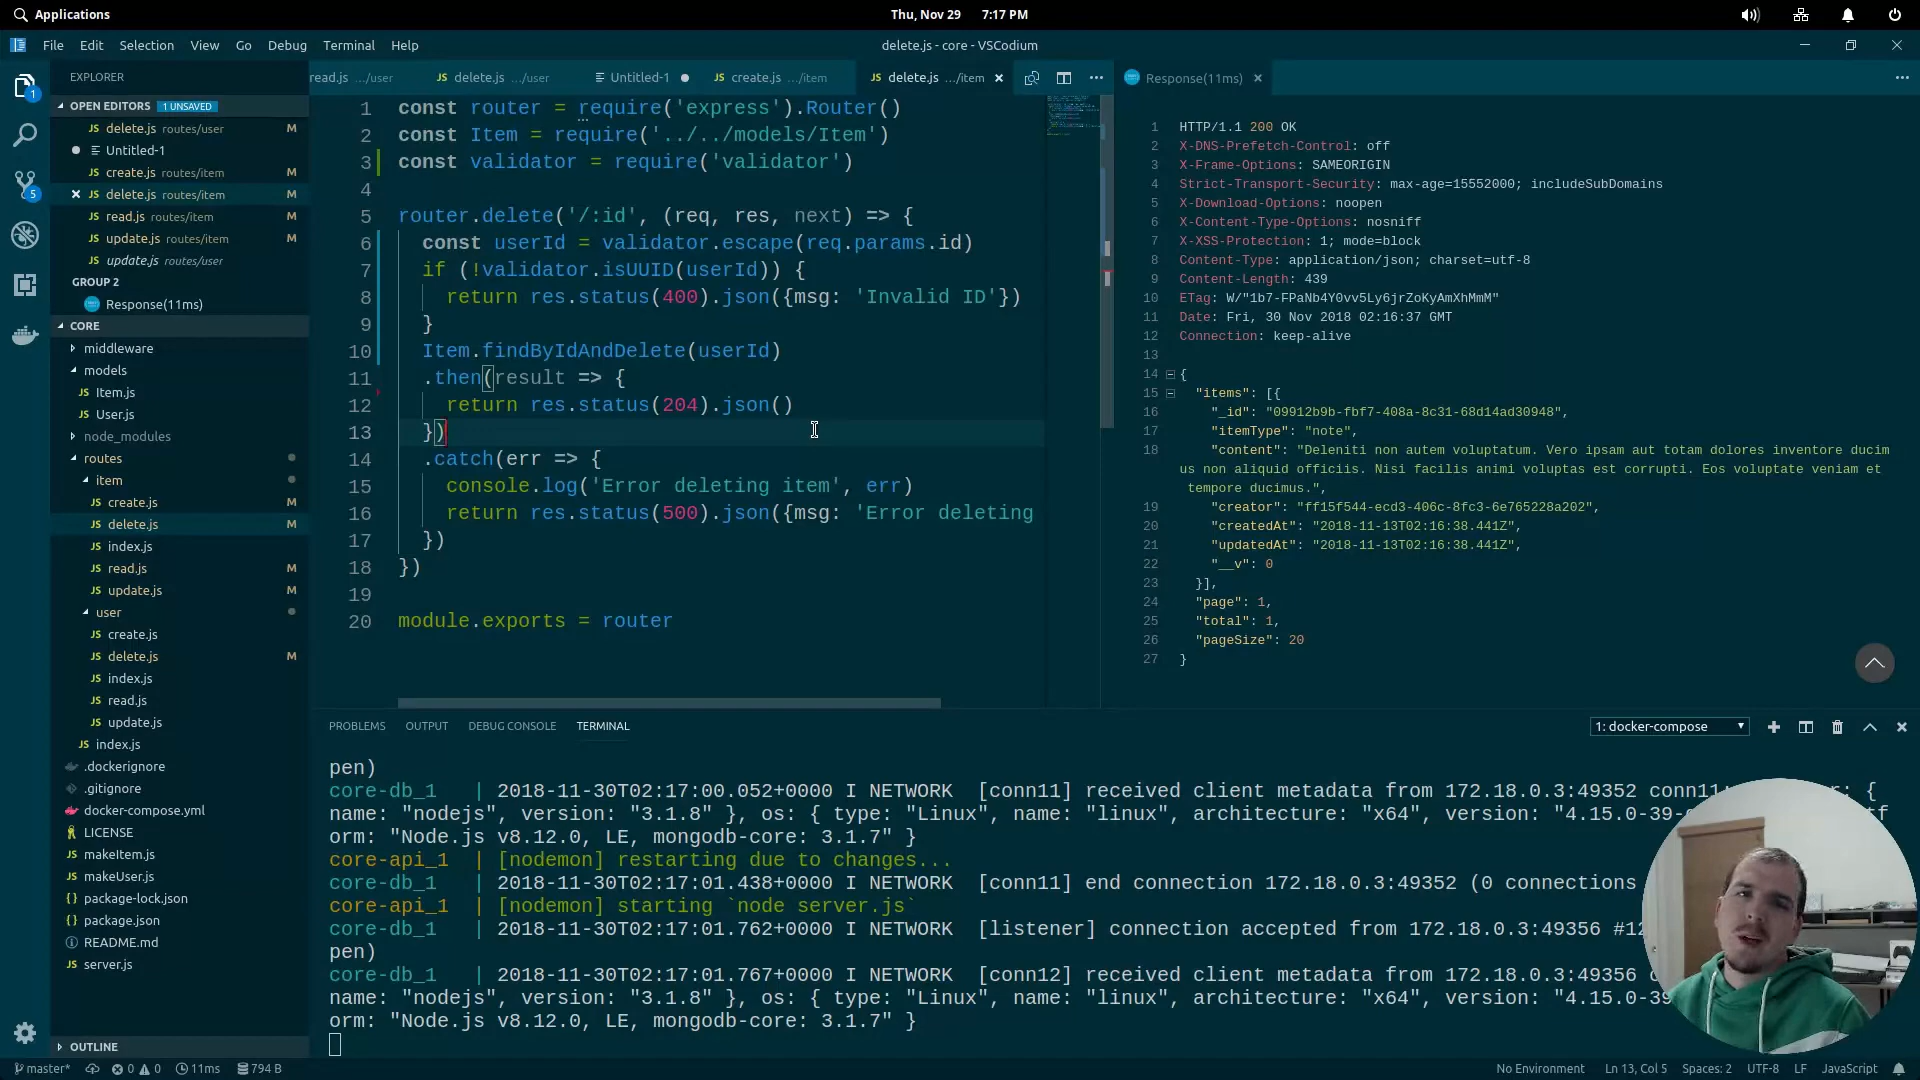 Applications
Thu, Nov 29 7:17 PM
File Edit Selection View Go Debug Terminal Help
delete.js - core - VSCodium
EXPLORER
OPEN EDITORS 1 UNSAVED
JS delete.js routes/user M
Untitled-1
JS create.js routes/item M
JS delete.js routes/item M
JS read.js routes/item M
JS update.js routes/item M
JS update.js routes/user
GROUP 2
Response(11ms)
CORE
middleware
models
JS Item.js
JS User.js
node_modules
routes
item
JS create.js
JS delete.js
JS index.js
JS read.js M
JS update.js M
user
JS create.js
JS delete.js M
JS index.js
JS read.js
JS update.js
JS index.js
.dockerignore
.gitignore
docker-compose.yml
LICENSE
JS makeItem.js
JS makeUser.js
package-lock.json
package.json
README.md
JS server.js
OUTLINE
read.js .../user JS delete.js .../user Untitled-1 JS create.js .../item JS delete.js .../item
1 const router = require('express').Router()
2 const Item = require('../../models/Item')
3 const validator = require('validator')
4
5 router.delete('/:id', (req, res, next) => {
6 const userId = validator.escape(req.params.id)
7 if (!validator.isUUID(userId)) {
8 return res.status(400).json({msg: 'Invalid ID'})
9 }
10 Item.findByIdAndDelete(userId)
11 .then(result => {
12 return res.status(204).json()
13 })
14 .catch(err => {
15 console.log('Error deleting item', err)
16 return res.status(500).json({msg: 'Error deleting
17 })
18 })
19
20 module.exports = router
Response(11ms)
1 HTTP/1.1 200 OK
2 X-DNS-Prefetch-Control: off
3 X-Frame-Options: SAMEORIGIN
4 Strict-Transport-Security: max-age=15552000; includeSubDomains
5 X-Download-Options: noopen
6 X-Content-Type-Options: nosniff
7 X-XSS-Protection: 1; mode=block
8 Content-Type: application/json; charset=utf-8
9 Content-Length: 439
10 ETag: W/"1b7-FPaNb4Y0vv5Ly6jrZoKyAmXhMmM"
11 Date: Fri, 30 Nov 2018 02:16:37 GMT
12 Connection: keep-alive
13
14 {
15 "items": [{
16 "_id": "09912b9b-fbf7-408a-8c31-68d14ad30948",
17 "itemType": "note",
18 "content": "Deleniti non autem voluptatum. Vero ipsam aut totam dolores inventore ducim
us non aliquid officiis. Nisi facilis animi voluptas est corrupti. Eos voluptate veniam et
tempore ducimus.",
19 "creator": "ff15f544-ecd3-406c-8fc3-6e765228a202",
20 "createdAt": "2018-11-13T02:16:38.441Z",
21 "updatedAt": "2018-11-13T02:16:38.441Z",
22 "__v": 0
23 }],
24 "page": 1,
25 "total": 1,
26 "pageSize": 20
27 }
PROBLEMS OUTPUT DEBUG CONSOLE TERMINAL
1: docker-compose
pen)
core-db_1 | 2018-11-30T02:17:00.052+0000 I NETWORK [conn11] received client metadata from 172.18.0.3:49352 conn11: {
name: "nodejs", version: "3.1.8" }, os: { type: "Linux", name: "linux", architecture: "x64", version: "4.15.0-39-
orm: "Node.js v8.12.0, LE, mongodb-core: 3.1.7" }
core-api_1 | [nodemon] restarting due to changes...
core-db_1 | 2018-11-30T02:17:01.438+0000 I NETWORK [conn11] end connection 172.18.0.3:49352 (0 connections
core-api_1 | [nodemon] starting `node server.js`
core-db_1 | 2018-11-30T02:17:01.762+0000 I NETWORK [listener] connection accepted from 172.18.0.3:49356 #12
pen)
core-db_1 | 2018-11-30T02:17:01.767+0000 I NETWORK [conn12] received client metadata from 172.18.0.3:49356
name: "nodejs", version: "3.1.8" }, os: { type: "Linux", name: "linux", architecture: "x64", version: "4.15.0-39
orm: "Node.js v8.12.0, LE, mongodb-core: 3.1.7" }
master* 0 0 11ms 794 B
No Environment Ln 13, Col 5 Spaces: 2 UTF-8 LF JavaScript